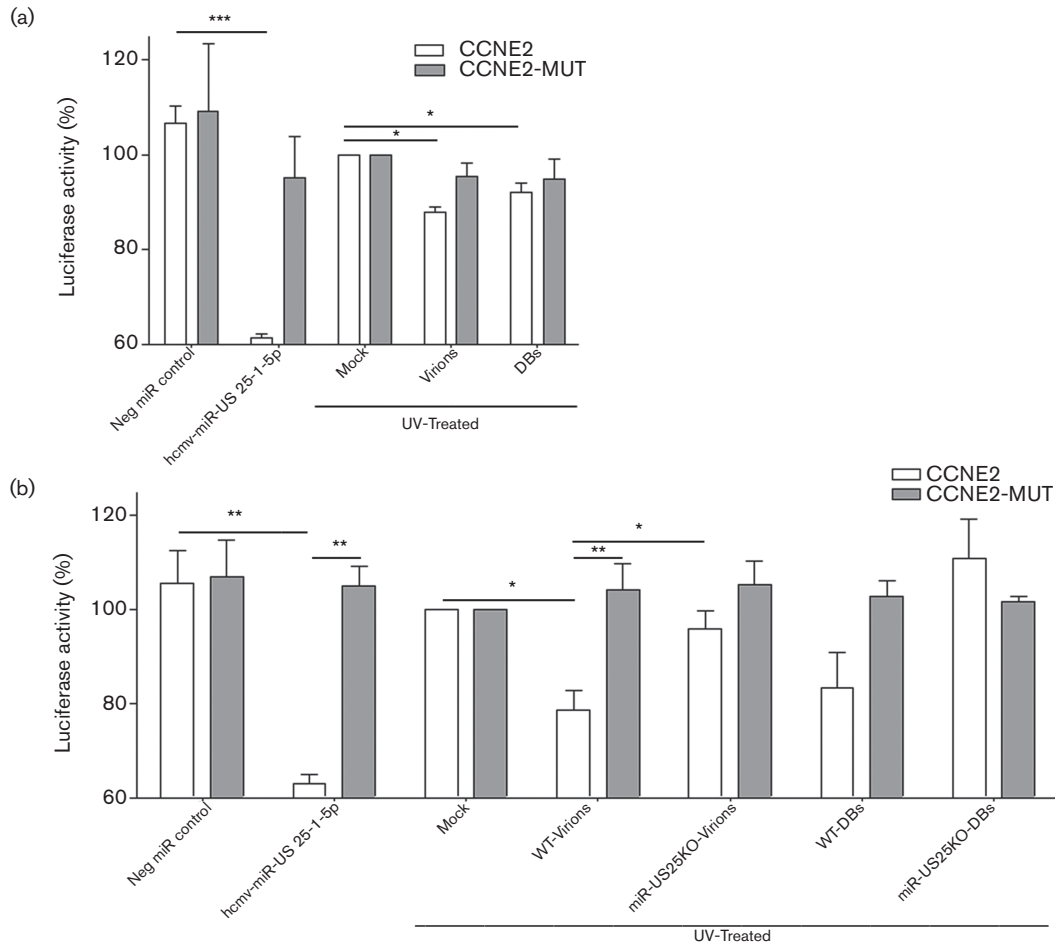 (a)
***
CCNE2
CCNE2-MUT
*
*
Luciferase activity (%)
120
100
80
60
Neg miR control
hcmv-miR-US 25-1-5p
Mock
Virions
DBs
UV-Treated
(b)
CCNE2
CCNE2-MUT
**
**
*
**
*
Luciferase activity (%)
120
100
80
60
Neg miR control
hcmv-miR-US 25-1-5p
Mock
WT-Virions
miR-US25KO-Virions
WT-DBs
miR-US25KO-DBs
UV-Treated